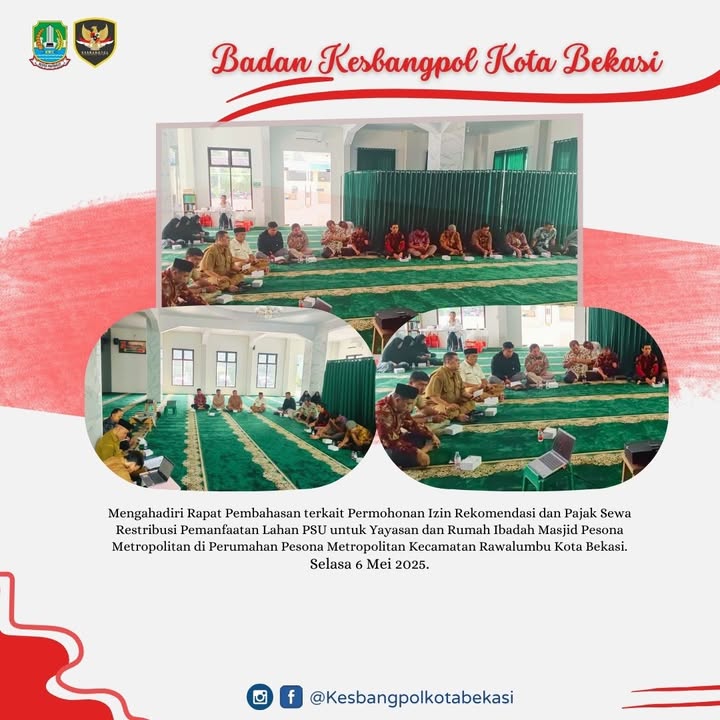 Badan Kesbangpol Kota Bekasi
Mengahadiri Rapat Pembahasan terkait Permohonan Izin Rekomendasi dan Pajak Sewa
Restribusi Pemanfaatan Lahan PSU untuk Yayasan dan Rumah Ibadah Masjid Pesona
Metropolitan di Perumahan Pesona Metropolitan Kecamatan Rawalumbu Kota Bekasi.
Selasa 6 Mei 2025.
@Kesbangpolkotabekasi